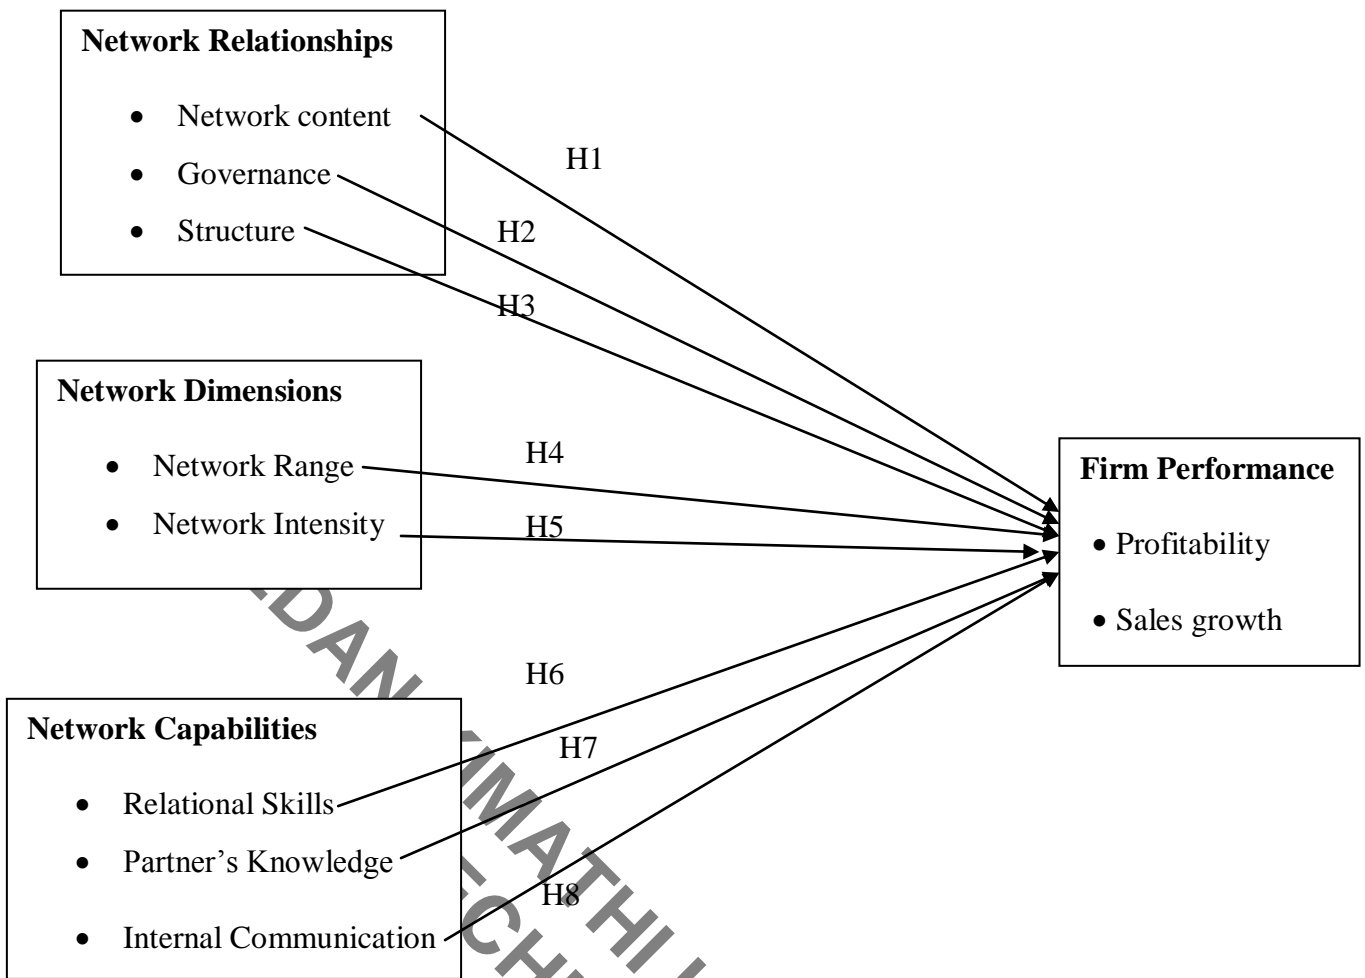 Network Relationships
• Network content
• Governance
• Structure
H1
H2
H3
Network Dimensions
• Network Range
• Network Intensity
H4
H5
Firm Performance
• Profitability
• Sales growth
H6
H7
H8
Network Capabilities
• Relational Skills
• Partner’s Knowledge
• Internal Communication